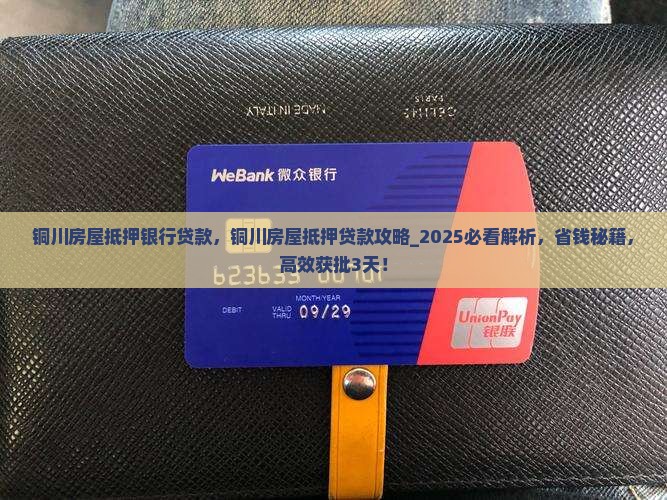 MADE IN ITALY
PARIS
WeBank 微众银行
铜川房屋抵押银行贷款，铜川房屋抵押贷款攻略_2025必看解析，省钱秘籍，
高效获批3天！
MONTH/YEAR
DEBIT
VALID
THRU
09/29
UnionPay
银联